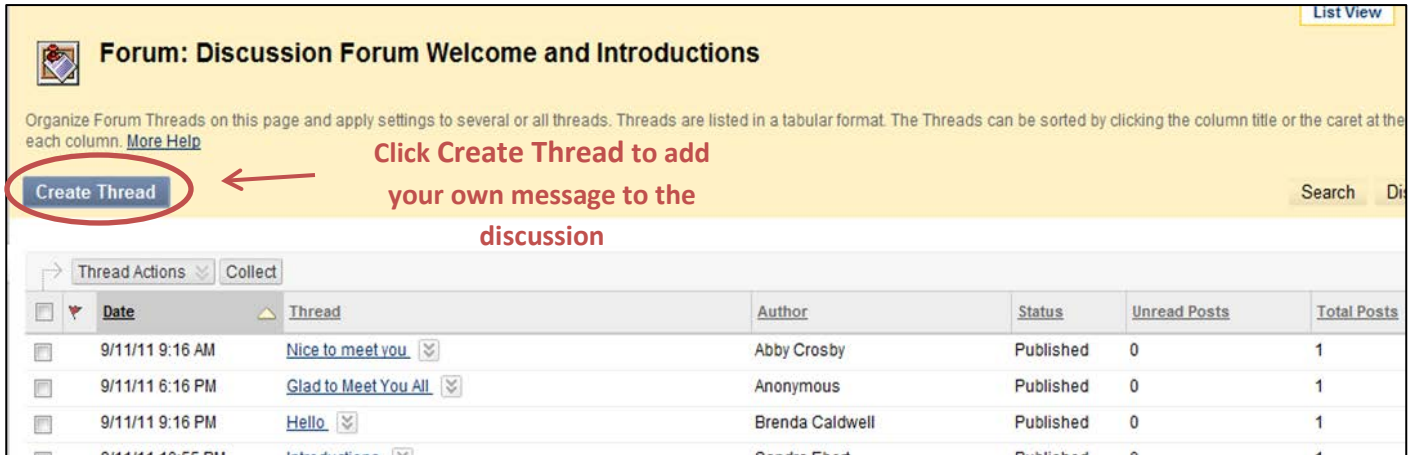 List View
Forum: Discussion Forum Welcome and Introductions
Organize Forum Threads on this page and apply settings to several or all threads. Threads are listed in a tabular format. The Threads can be sorted by clicking the column title or the caret at the
each column. More Help
Click Create Thread to add
your own message to the
discussion
Create Thread
Search
Thread Actions Collect
Date Thread Author Status Unread Posts Total Posts
9/11/11 9:16 AM Nice to meet you Abby Crosby Published 0 1
9/11/11 6:16 PM Glad to Meet You All Anonymous Published 0 1
9/11/11 9:16 PM Hello Brenda Caldwell Published 0 1